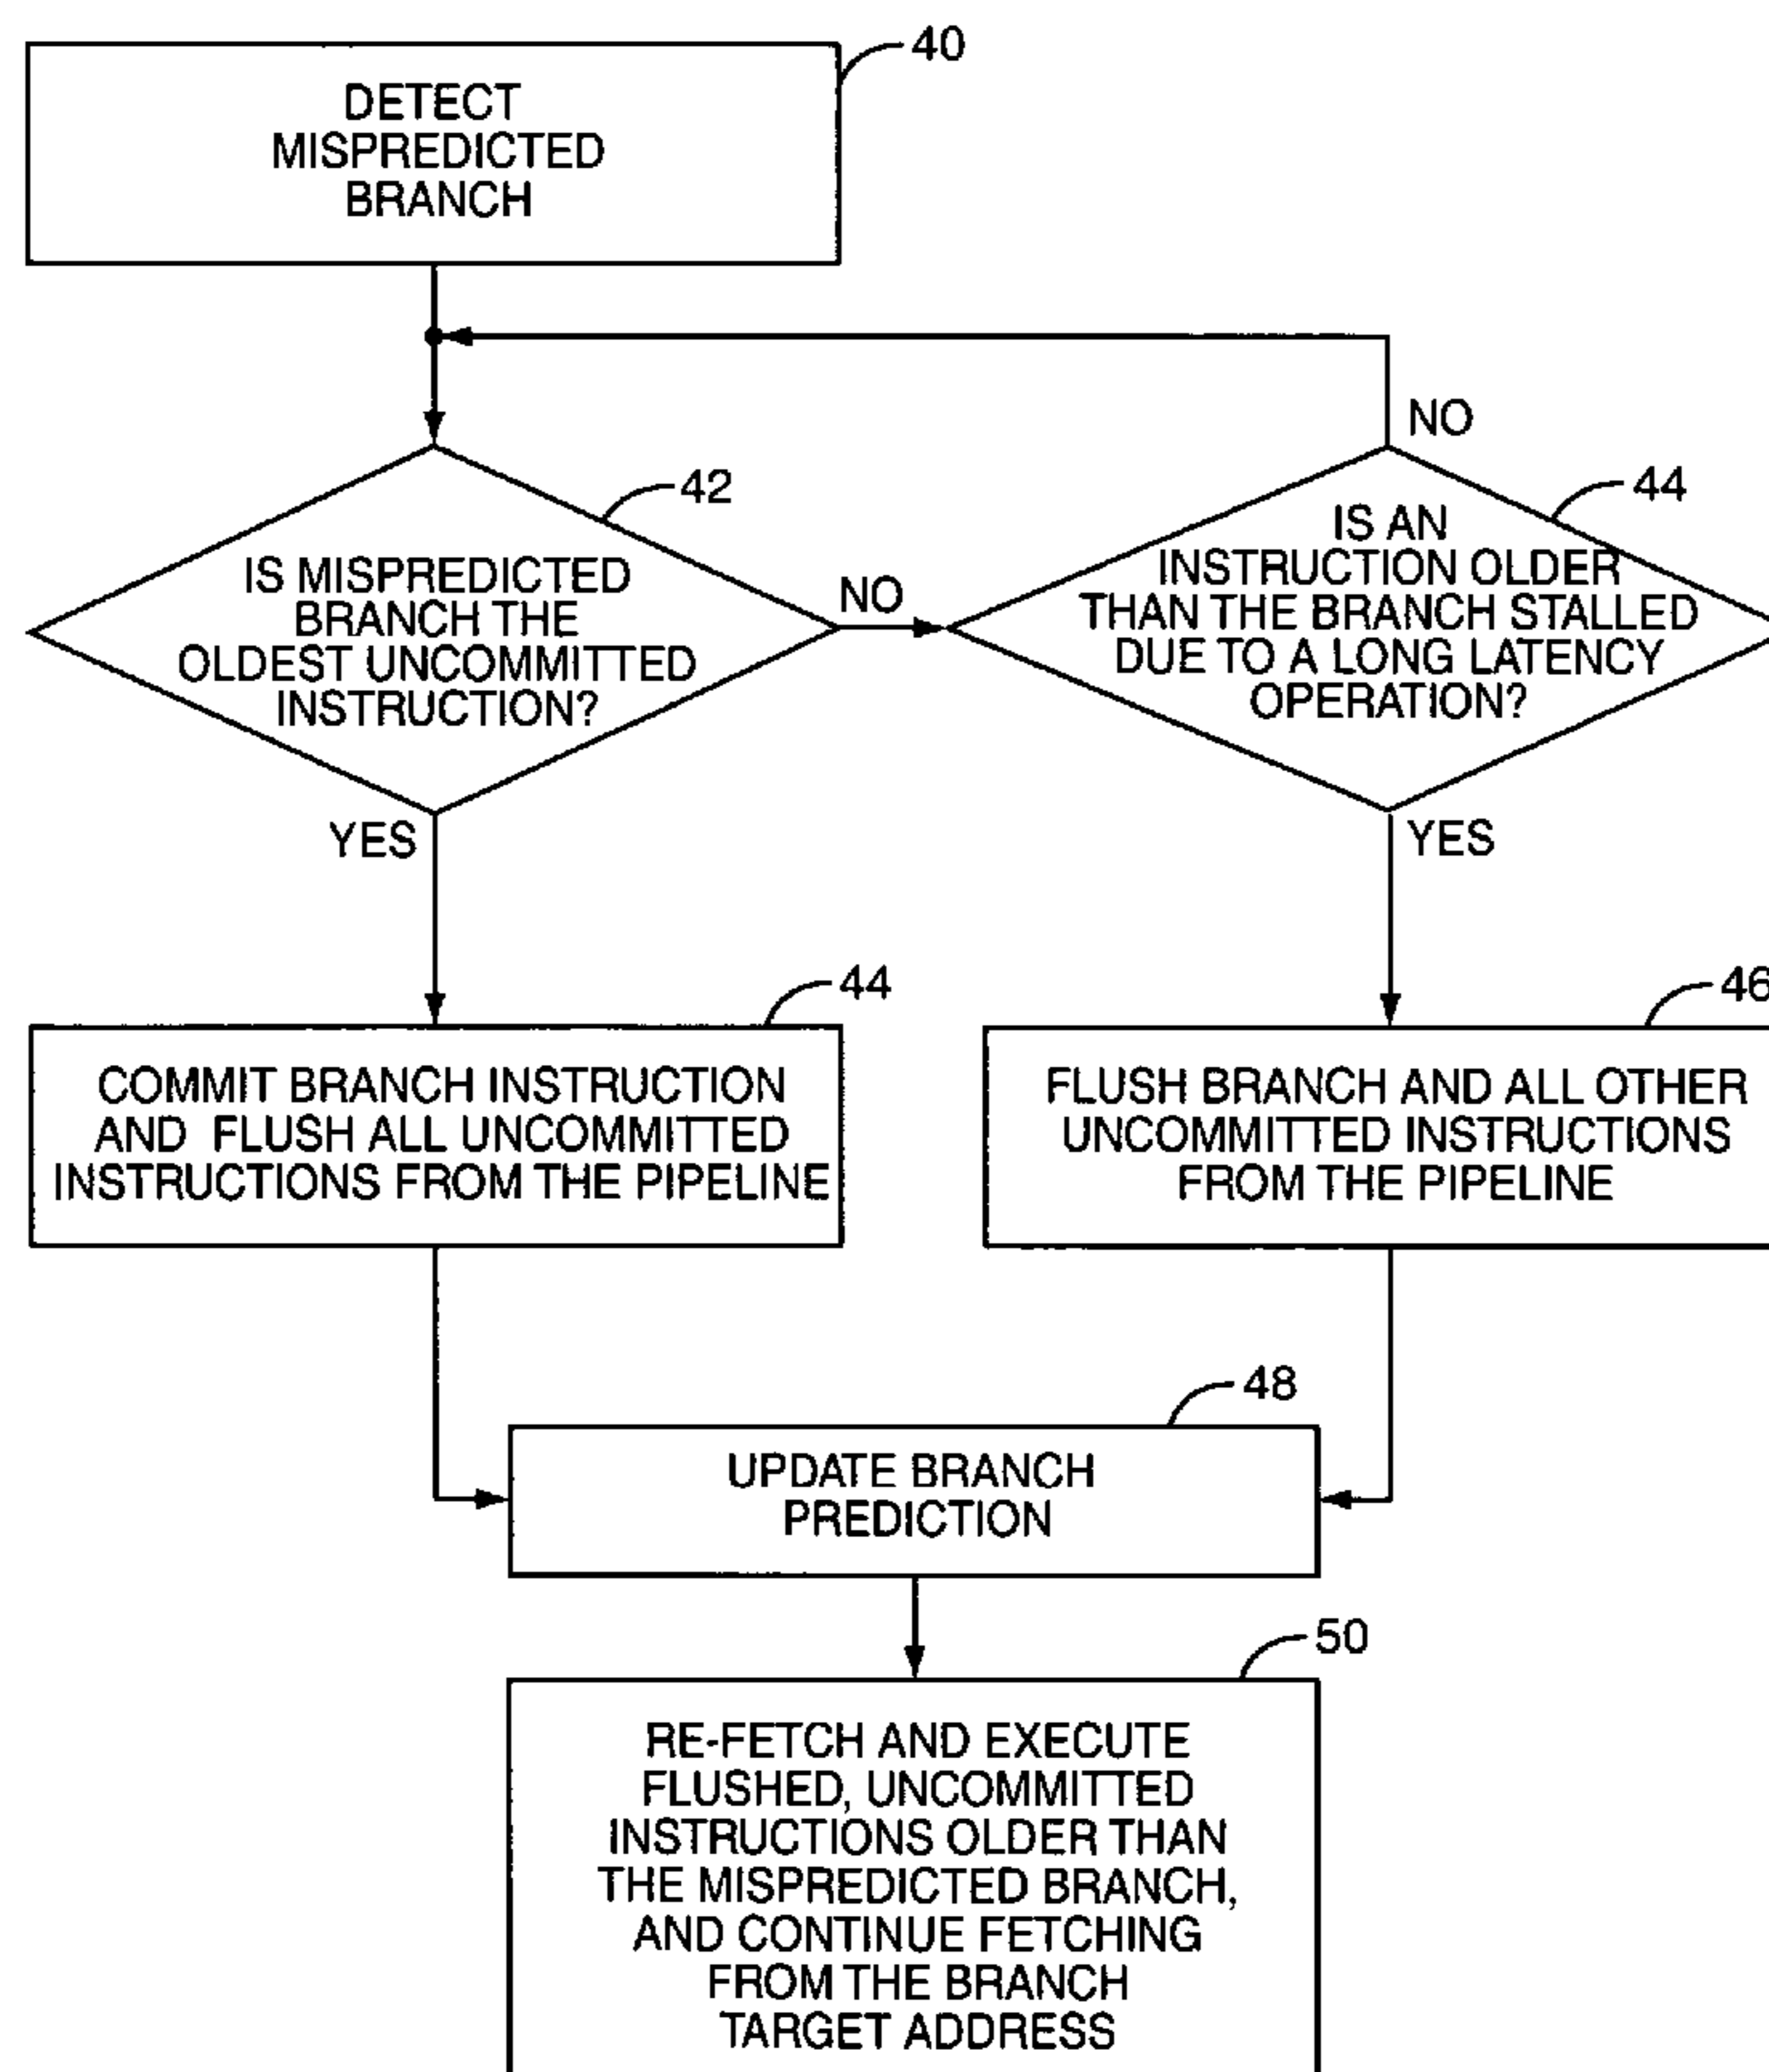 40
DETECT
MISPREDICTED
BRANCH
NO
42
44
IS MISPREDICTED
BRANCH THE
OLDEST UNCOMMITTED
INSTRUCTION?
NO
IS AN
INSTRUCTION OLDER
THAN THE BRANCH STALLED
DUE TO A LONG LATENCY
OPERATION?
YES
YES
44
COMMIT BRANCH INSTRUCTION
AND FLUSH ALL UNCOMMITTED
INSTRUCTIONS FROM THE PIPELINE
46
FLUSH BRANCH AND ALL OTHER
UNCOMMITTED INSTRUCTIONS
FROM THE PIPELINE
48
UPDATE BRANCH
PREDICTION
50
RE-FETCH AND EXECUTE
FLUSHED, UNCOMMITTED
INSTRUCTIONS OLDER THAN
THE MISPREDICTED BRANCH,
AND CONTINUE FETCHING
FROM THE BRANCH
TARGET ADDRESS